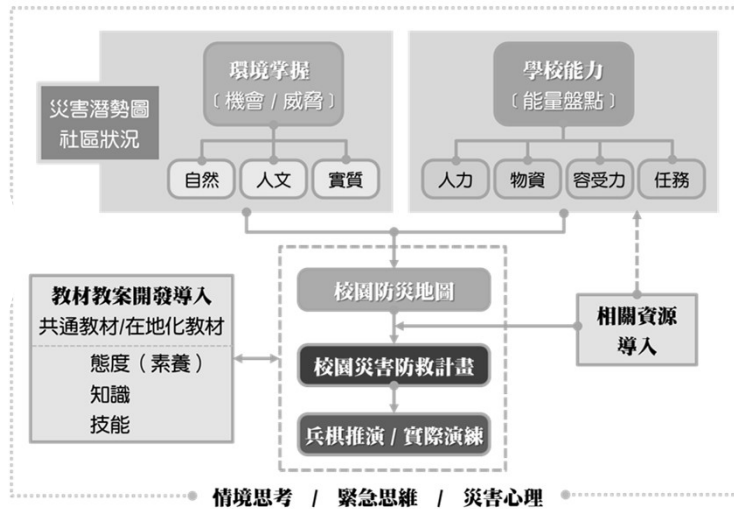 環境掌握
〔 機會 / 威脅 〕
學校能力
〔 能量盤點 〕
災害潛勢圖
社區狀況
自然
人文
實質
人力
物資
容受力
任務
校園防災地圖
教材教案開發導入
共通教材/在地化教材
態度（素養）
知識
技能
相關資源
導入
校園災害防救計畫
兵棋推演 / 實際演練
情境思考 / 緊急思維 / 災害心理